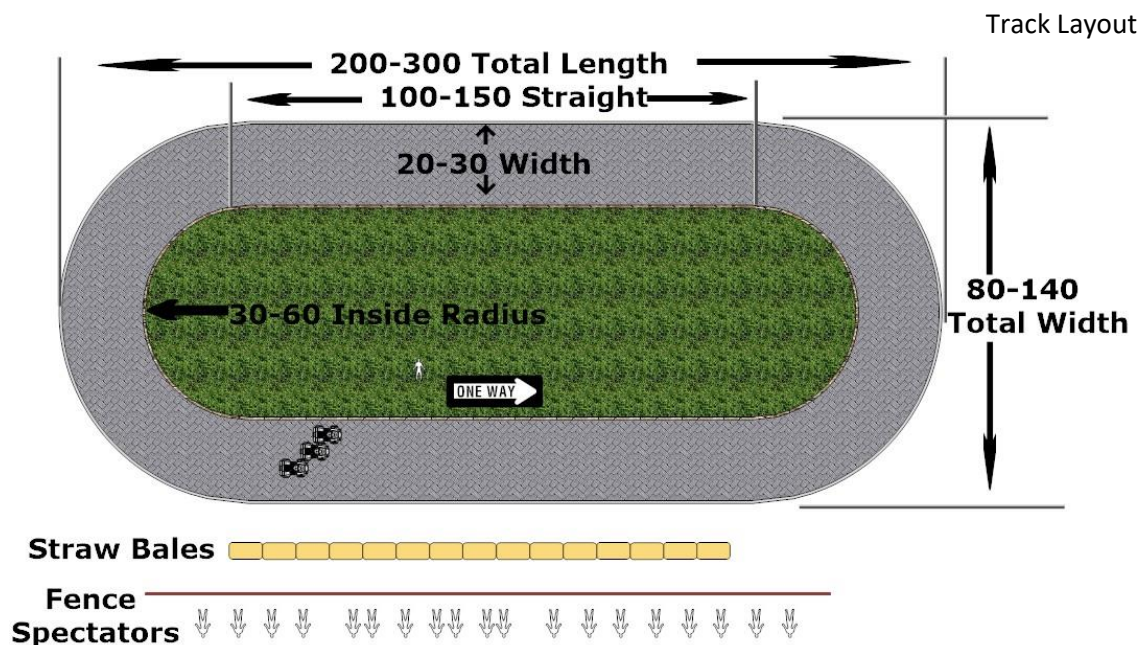 Track Layout
200-300 Total Length
100-150 Straight
20-30 Width
30-60 Inside Radius
80-140
Total Width
ONE WAY
Straw Bales
Fence
Spectators